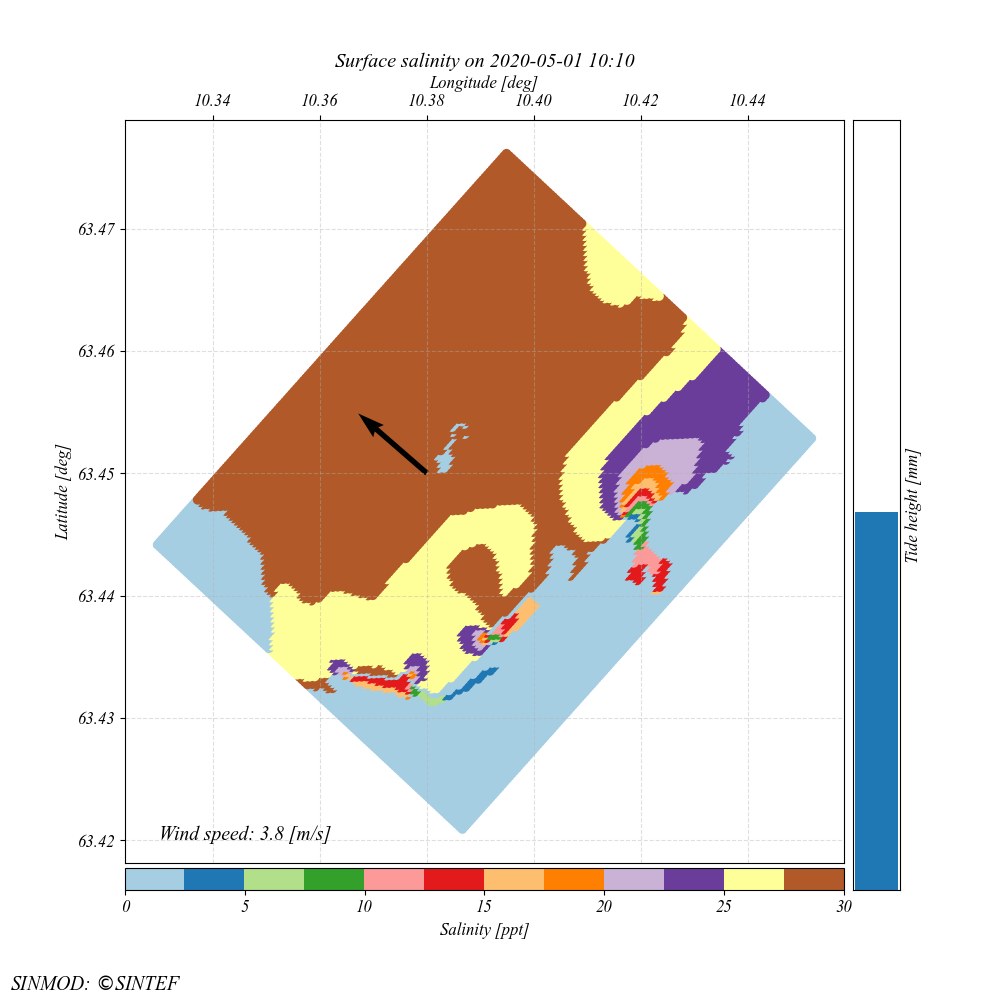 Surface salinity on 2020-05-01 10:10
Longitude [deg]
10.34 10.36 10.38 10.40 10.42 10.44
63.47
63.46
63.45
63.44
63.43
63.42
Latitude [deg]
Tide height [mm]
Wind speed: 3.8 [m/s]
0 5 10 15 20 25 30
Salinity [ppt]
SINMOD: ©SINTEF